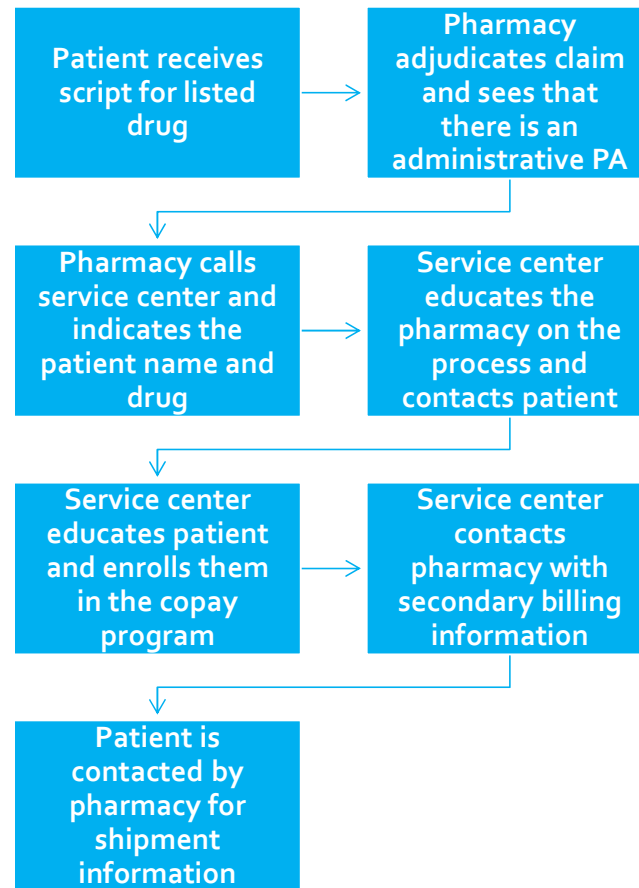 Patient receives
script for listed
drug
Pharmacy
adjudicates claim
and sees that
there is an
administrative PA
Pharmacy calls
service center and
indicates the
patient name and
drug
Service center
educates the
pharmacy on the
process and
contacts patient
Service center
educates patient
and enrolls them
in the copay
program
Service center
contacts
pharmacy with
secondary billing
information
Patient is
contacted by
pharmacy for
shipment
information